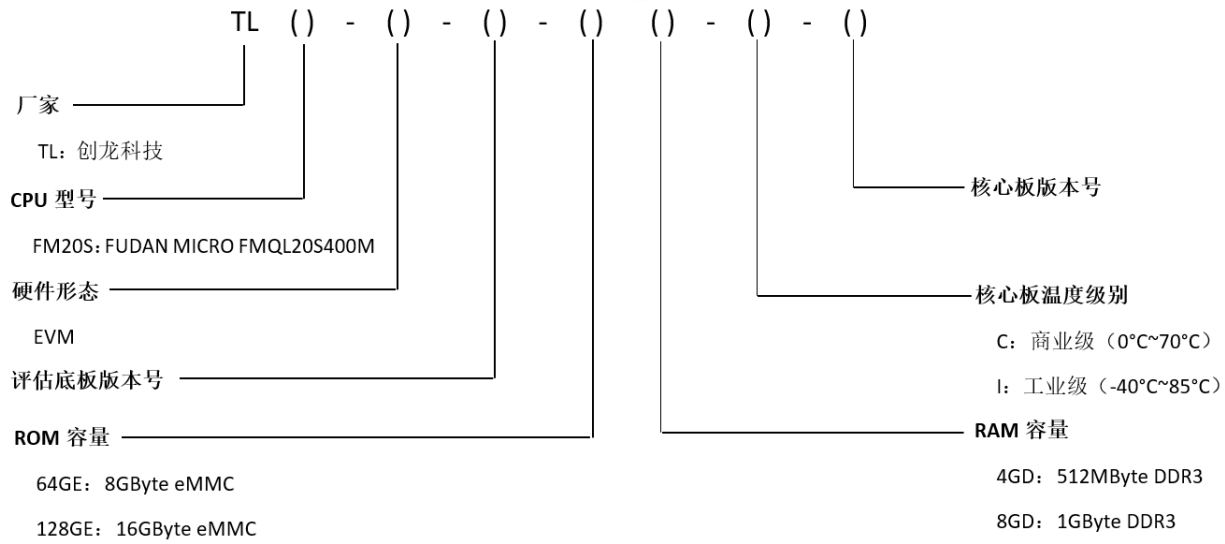 TL () - () - () - () () - () - ()
厂家
TL：创龙科技
CPU 型号
FM20S：FUDAN MICRO FMQL20S400M
硬件形态
EVM
评估底板版本号
ROM 容量
64GE：8GByte eMMC
128GE：16GByte eMMC
核心板版本号
核心板温度级别
C：商业级（0°C~70°C）
I：工业级（-40°C~85°C）
RAM 容量
4GD：512MByte DDR3
8GD：1GByte DDR3